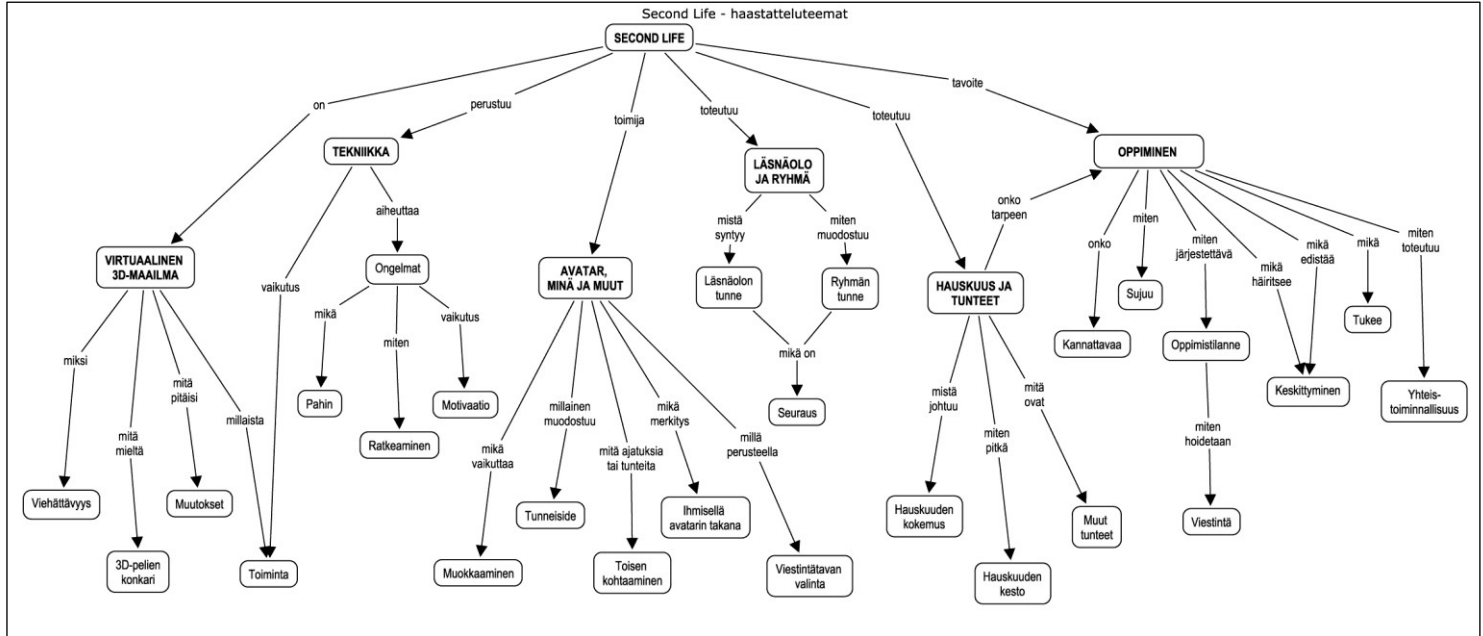 Second Life - haastatteluteemat
SECOND LIFE
on
perustuu
toimija
toteutuu
toteutuu
tavoite
TEKNIIKKA
LÄSNÄOLO
JA RYHMÄ
OPPIMINEN
aiheuttaa
onko
tarpeen
mistä
syntyy
miten
muodostuu
onko
miten
miten
järjestettävä
mikä
häiritsee
mikä
edistää
mikä
miten
toteutuu
VIRTUAALINEN
3D-MAAILMA
vaikutus
Ongelmat
AVATAR,
MINÄ JA MUUT
Läsnäolon
tunne
Ryhmän
tunne
HAUSKUUS JA
TUNTEET
Sujuu
Tukee
mikä
miten
vaikutus
mikä on
Kannattavaa
Oppimistilanne
miksi
mitä
mieltä
mitä
pitäisi
millaista
Pahin
Motivaatio
Seuraus
Keskittyminen
Yhteis-
toiminnallisuus
Ratkeaminen
mikä
vaikuttaa
millainen
muodostuu
mitä ajatuksia
tai tunteita
mikä
merkitys
millä
perusteella
mistä
johtuu
miten
pitkä
mitä
ovat
miten
hoidetaan
Viehättävyys
Muutokset
Tunneiside
Ihmisellä
avatarin takana
Hauskuuden
kokemus
Muut
tunteet
Viestintä
3D-pelien
konkari
Toiminta
Muokkaaminen
Toisen
kohtaaminen
Viestintätavan
valinta
Hauskuuden
kesto